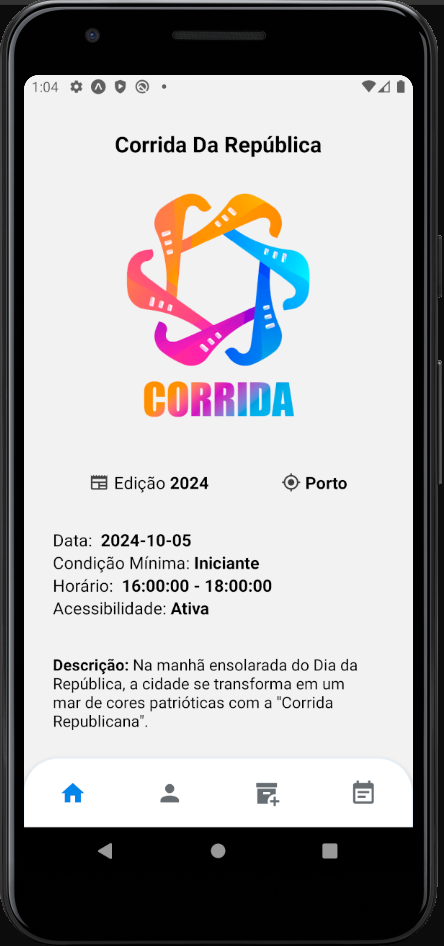 1:04
Corrida Da República
CORRIDA
Edição 2024
Porto
Data: 2024-10-05
Condição Mínima: Iniciante
Horário: 16:00:00 - 18:00:00
Acessibilidade: Ativa
Descrição: Na manhã ensolarada do Dia da
República, a cidade se transforma em um
mar de cores patrióticas com a "Corrida
Republicana".